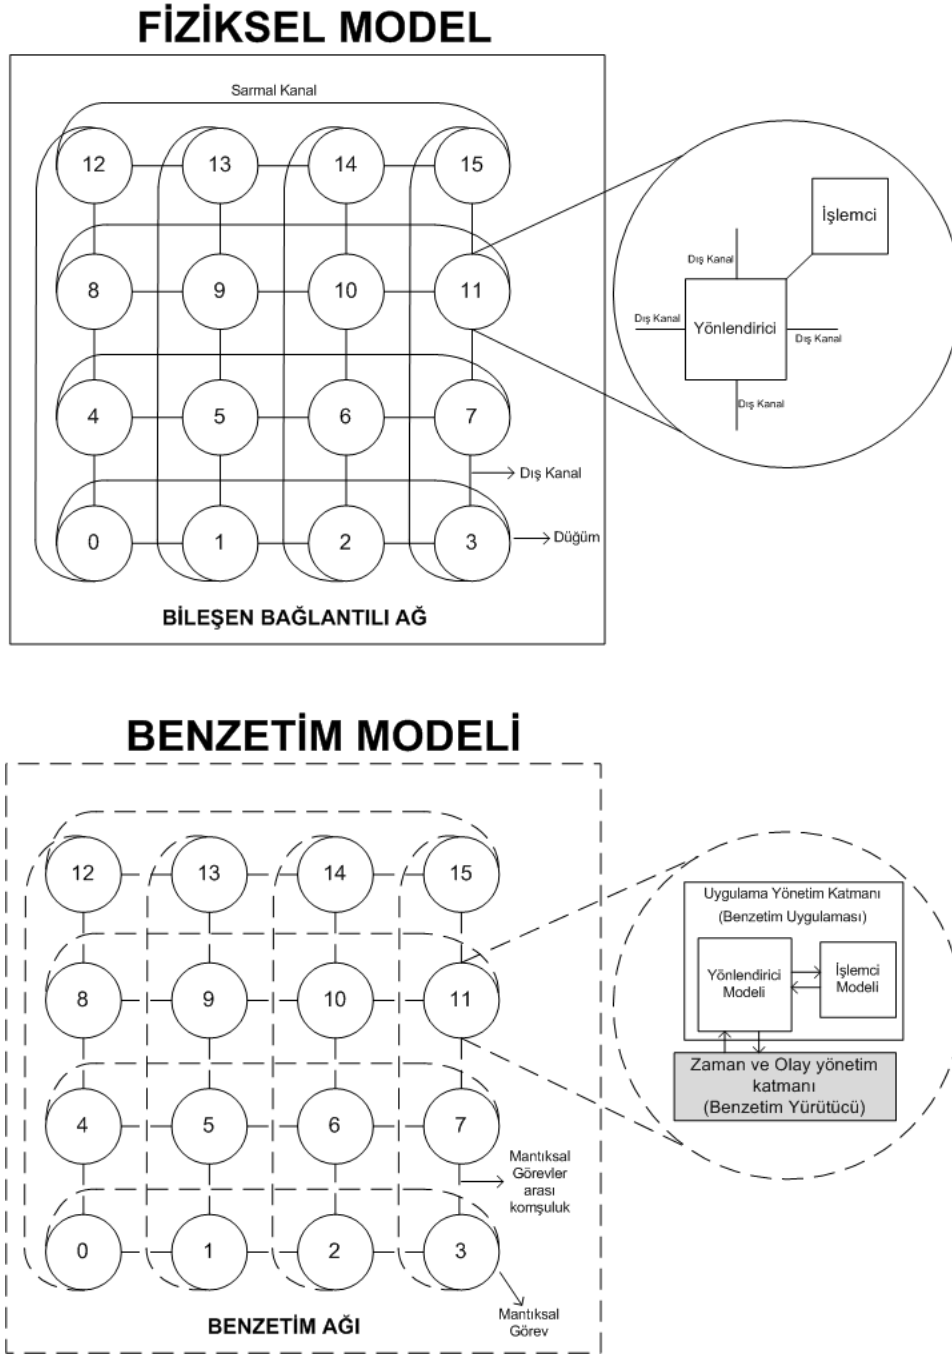 FİZİKSEL MODEL
Sarmal Kanal
12 13 14 15
8 9 10 11
4 5 6 7
0 1 2 3
Dış Kanal
Düğüm
BİLEŞEN BAĞLANTILI AĞ
İşlemci
Dış Kanal
Yönlendirici
Dış Kanal
Dış Kanal
Dış Kanal
BENZETİM MODELİ
12 13 14 15
8 9 10 11
4 5 6 7
0 1 2 3
Mantıksal
Görevler
arası
komşuluk
Mantıksal
Görev
BENZETİM AĞI
Uygulama Yönetim Katmanı
(Benzetim Uygulaması)
Yönlendirici
Modeli
İşlemci
Modeli
Zaman ve Olay yönetim
katmanı
(Benzetim Yürütücü)